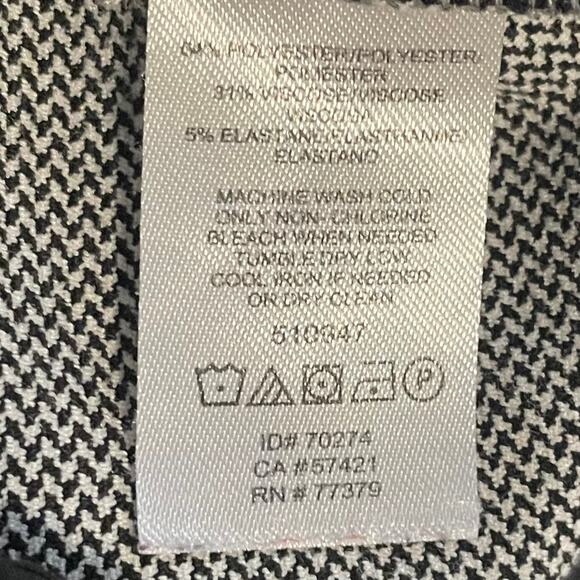 64% POLYESTER/POLYESTER/
POLIESTER
31% VISCOSE/VISCOSE
VISCOSA
5% ELASTANE/ELASTHANNE/
ELASTANO
MACHINE WASH COLD
ONLY NON-CHLORINE
BLEACH WHEN NEEDED
TUMBLE DRY LOW
COOL IRON IF NEEDED
OR DRY CLEAN
510947
P
ID# 70274
CA #57421
RN # 77379